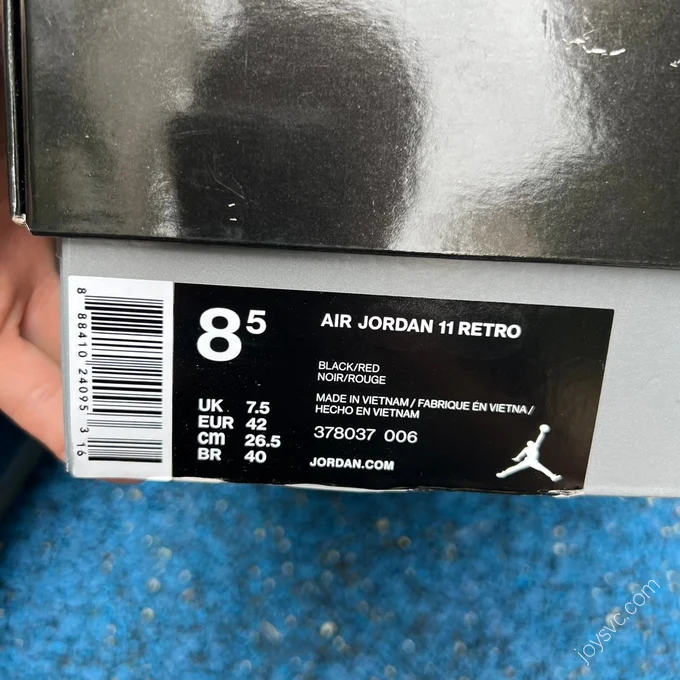 8 88410 24095 3 16
8 5
AIR JORDAN 11 RETRO
BLACK/RED
NOIR/ROUGE
MADE IN VIETNAM / FABRIQUE ÉN VIETNA /
HECHO EN VIETNAM
378037 006
JORDAN.COM
UK 7.5
EUR 42
cm 26.5
BR 40
joysvc.com